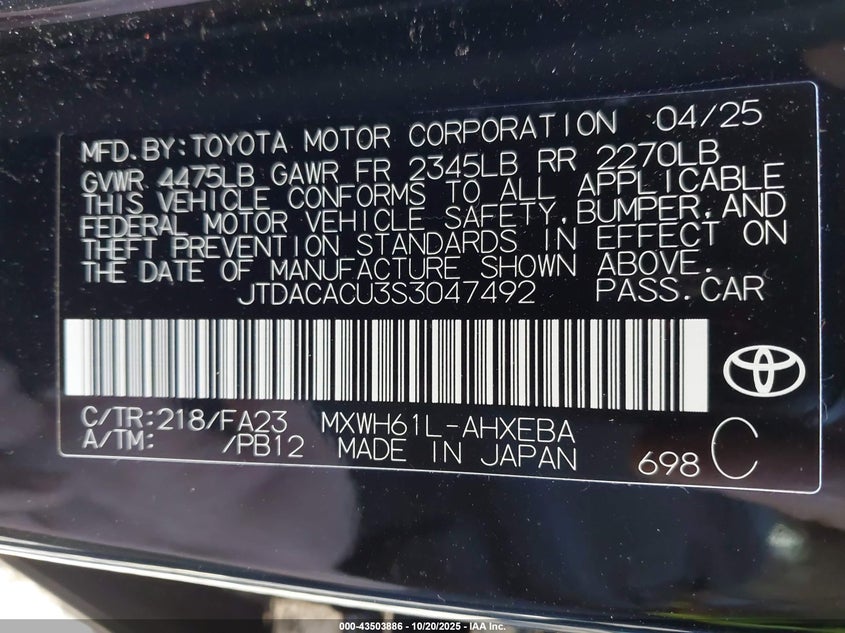 MFD.BY:TOYOTA MOTOR CORPORATION 04/25
GVWR 4475LB GAWR FR 2345LB RR 2270LB
THIS VEHICLE CONFORMS TO ALL APPLICABLE
FEDERAL MOTOR VEHICLE SAFETY,BUMPER,AND
THEFT PREVENTION STANDARDS IN EFFECT ON
THE DATE OF MANUFACTURE SHOWN ABOVE.
JTDACACU3S3047492 PASS.CAR
C/TR:218/FA23 MXWH61L-AHXEBA
A/TM: /PB12 MADE IN JAPAN 698 C
000-43503886 - 10/20/2025 - IAA Inc.